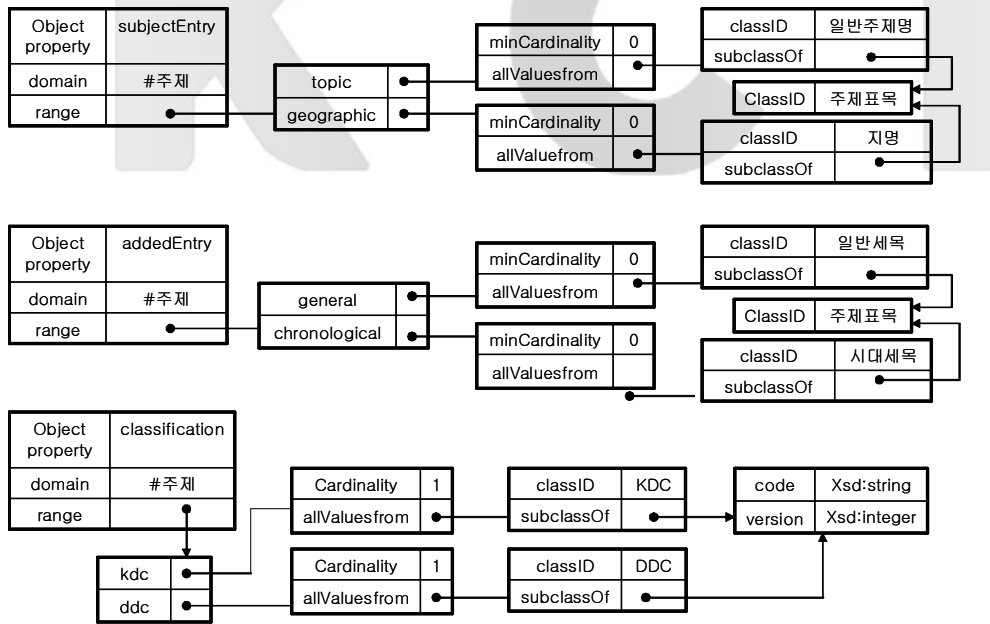 Object property subjectEntry
domain #주제
range
topic
geographic
minCardinality 0
allValuesfrom
minCardinality 0
allValuefrom
classID 일반주제명
subclassOf
ClassID 주제표목
classID 지명
subclassOf
Object property addedEntry
domain #주제
range
general
chronological
minCardinality 0
allValuesfrom
minCardinality 0
allValuesfrom
classID 일반세목
subclassOf
ClassID 주제표목
classID 시대세목
subclassOf
Object property classification
domain #주제
range
kdc
ddc
Cardinality 1
allValuesfrom
Cardinality 1
allValuesfrom
classID KDC
subclassOf
classID DDC
subclassOf
code Xsd:string
version Xsd:integer